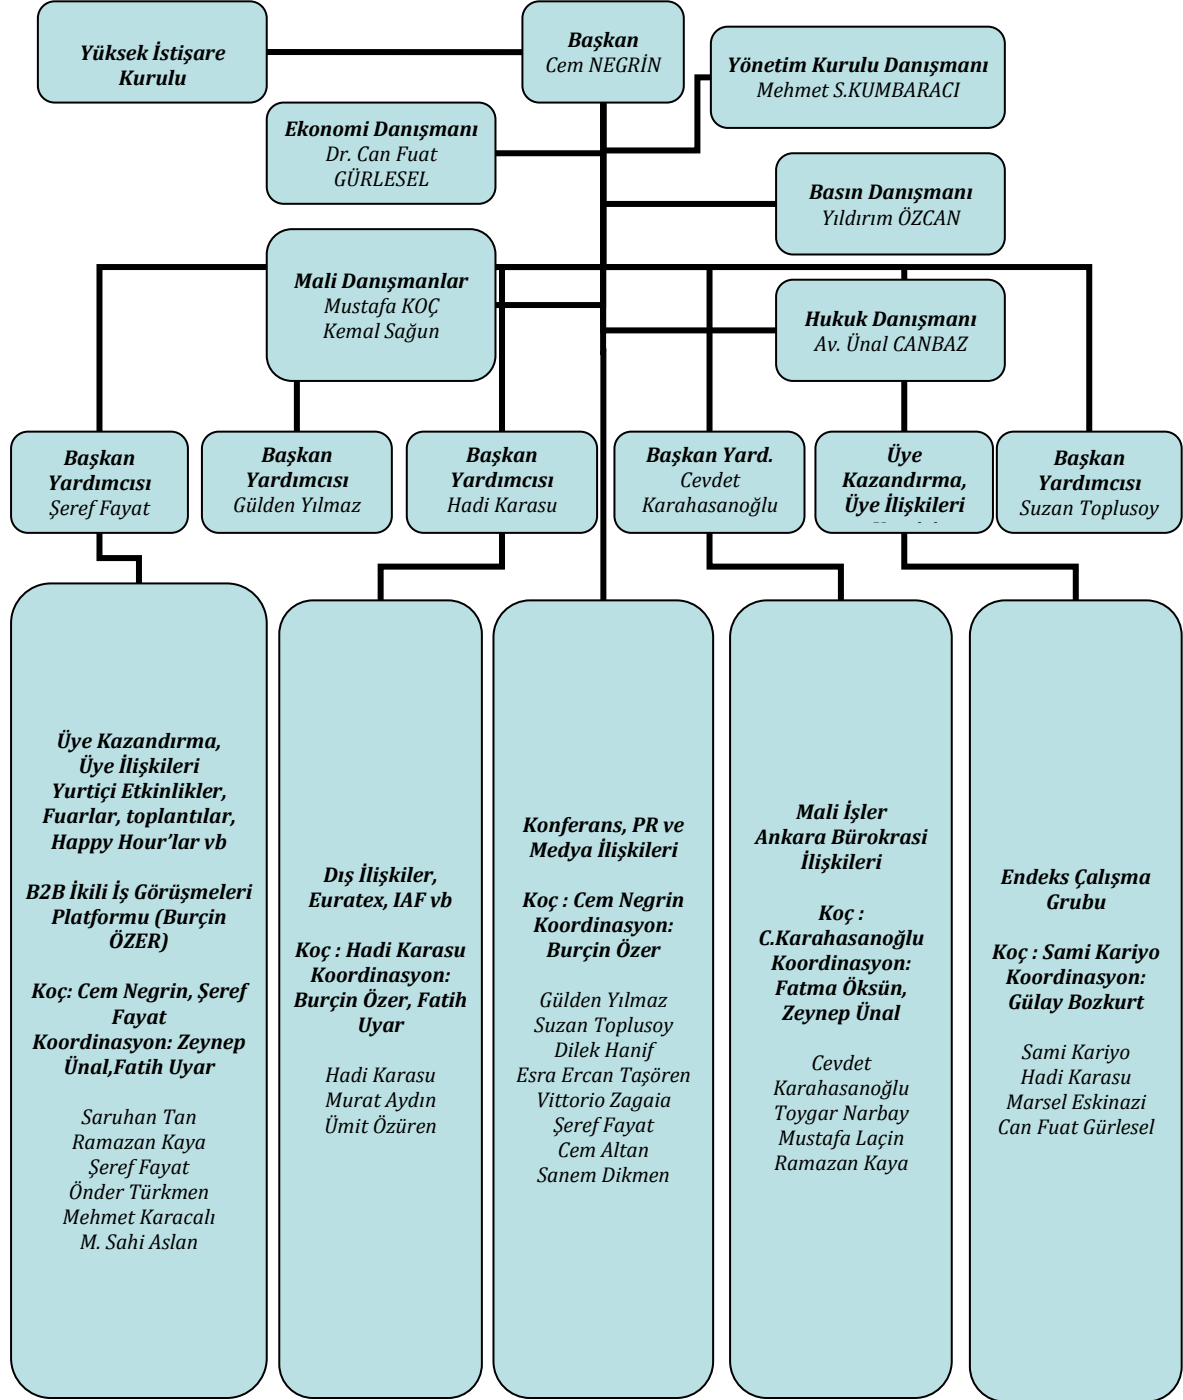 Yüksek İstişare
Kurulu
Başkan
Cem NEGRİN
Yönetim Kurulu Danışmanı
Mehmet S.KUMBARACI
Ekonomi Danışmanı
Dr. Can Fuat
GÜRLESEL
Basın Danışmanı
Yıldırım ÖZCAN
Mali Danışmanlar
Mustafa KOÇ
Kemal Sağun
Hukuk Danışmanı
Av. Ünal CANBAZ
Başkan
Yardımcısı
Şeref Fayat
Başkan
Yardımcısı
Gülden Yılmaz
Başkan
Yardımcısı
Hadi Karasu
Başkan Yard.
Cevdet
Karahasanoğlu
Üye
Kazandırma,
Üye İlişkileri
Başkan
Yardımcısı
Suzan Toplusoy
Üye Kazandırma,
Üye İlişkileri
Yurtiçi Etkinlikler,
Fuarlar, toplantılar,
Happy Hour'lar vb
B2B İkili İş Görüşmeleri
Platformu (Burçin
ÖZER)
Koç: Cem Negrin, Şeref
Fayat
Koordinasyon: Zeynep
Ünal,Fatih Uyar
Saruhan Tan
Ramazan Kaya
Şeref Fayat
Önder Türkmen
Mehmet Karacalı
M. Sahi Aslan
Dış İlişkiler,
Euratex, IAF vb
Koç : Hadi Karasu
Koordinasyon:
Burçin Özer, Fatih
Uyar
Hadi Karasu
Murat Aydın
Ümit Özüren
Konferans, PR ve
Medya İlişkileri
Koç : Cem Negrin
Koordinasyon:
Burçin Özer
Gülden Yılmaz
Suzan Toplusoy
Dilek Hanif
Esra Ercan Taşören
Vittorio Zagaia
Şeref Fayat
Cem Altan
Sanem Dikmen
Mali İşler
Ankara Bürokrasi
İlişkileri
Koç :
C.Karahasanoğlu
Koordinasyon:
Fatma Öksün,
Zeynep Ünal
Cevdet
Karahasanoğlu
Toygar Narbay
Mustafa Laçin
Ramazan Kaya
Endeks Çalışma
Grubu
Koç : Sami Kariyo
Koordinasyon:
Gülay Bozkurt
Sami Kariyo
Hadi Karasu
Marsel Eskinazi
Can Fuat Gürlesel